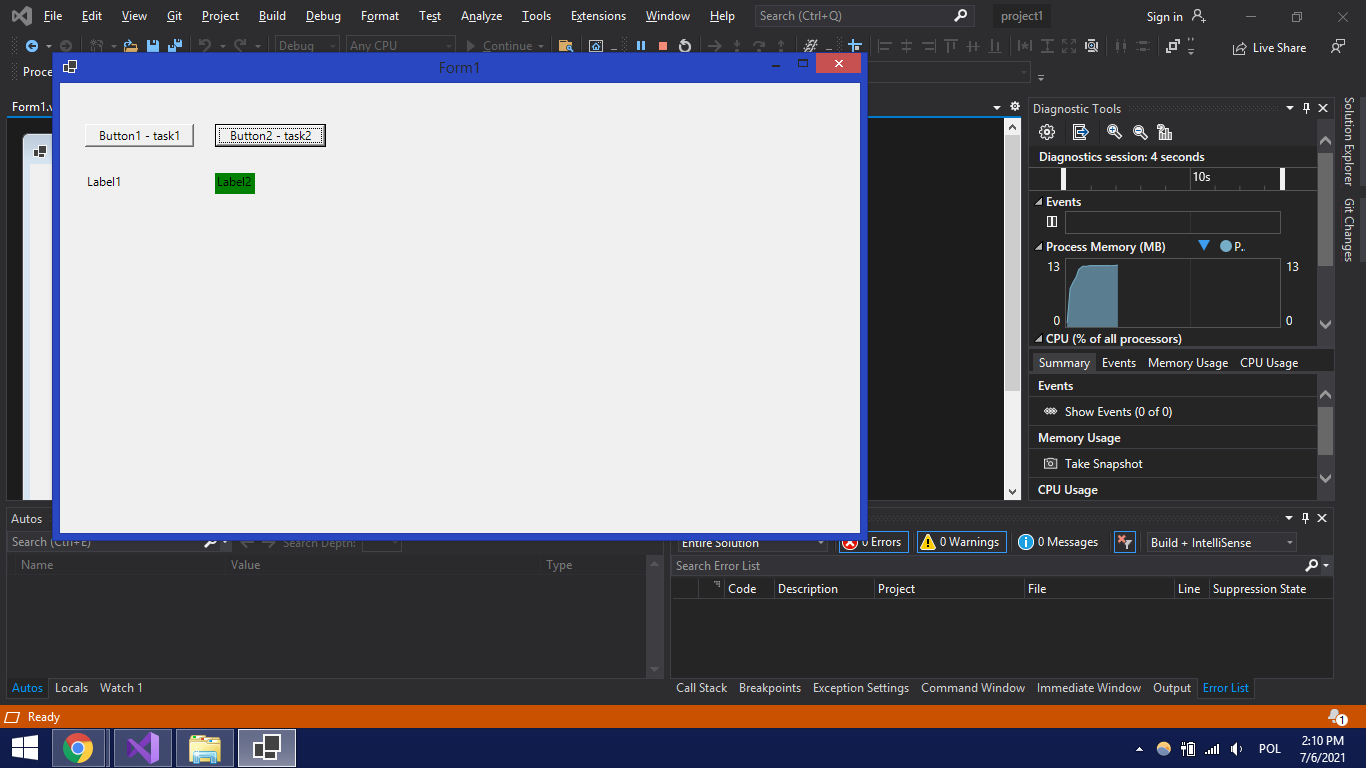 File Edit View Git Project Build Debug Format Test Analyze Tools Extensions Window Help Search (Ctrl+Q) project1 Sign in
Debug Any CPU Continue Live Share
Proce
Form1
Form1.v
Diagnostic Tools
Solution Explorer
Git Changes
Button1 - task1 Button2 - task2
Label1 Label2
Diagnostics session: 4 seconds
10s
Events
Process Memory (MB) P..
13 13
0 0
CPU (% of all processors)
Summary Events Memory Usage CPU Usage
Events
Show Events (0 of 0)
Memory Usage
Take Snapshot
CPU Usage
Autos
Search (Ctrl+E) Search Depth:
Name Value Type
Entire Solution 0 Errors 0 Warnings 0 Messages Build + IntelliSense
Search Error List
Code Description Project File Line Suppression State
Autos Locals Watch 1
Call Stack Breakpoints Exception Settings Command Window Immediate Window Output Error List
Ready
1
POL
2:10 PM
7/6/2021